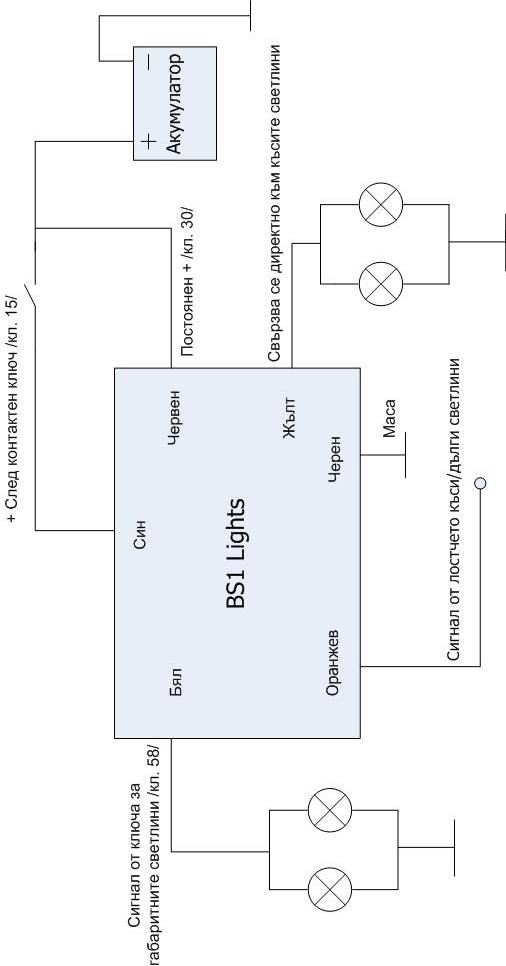 + След контактен ключ /кл. 15/
+
−
Акумулатор
Постоянен + /кл. 30/
Свързва се директно към късите светлини
Син
Червен
Жълт
Черен
Маса
BS1 Lights
Бял
Оранжев
Сигнал от лостчето къси/дълги светлини
Сигнал от ключа за
габаритните светлини /кл. 58/